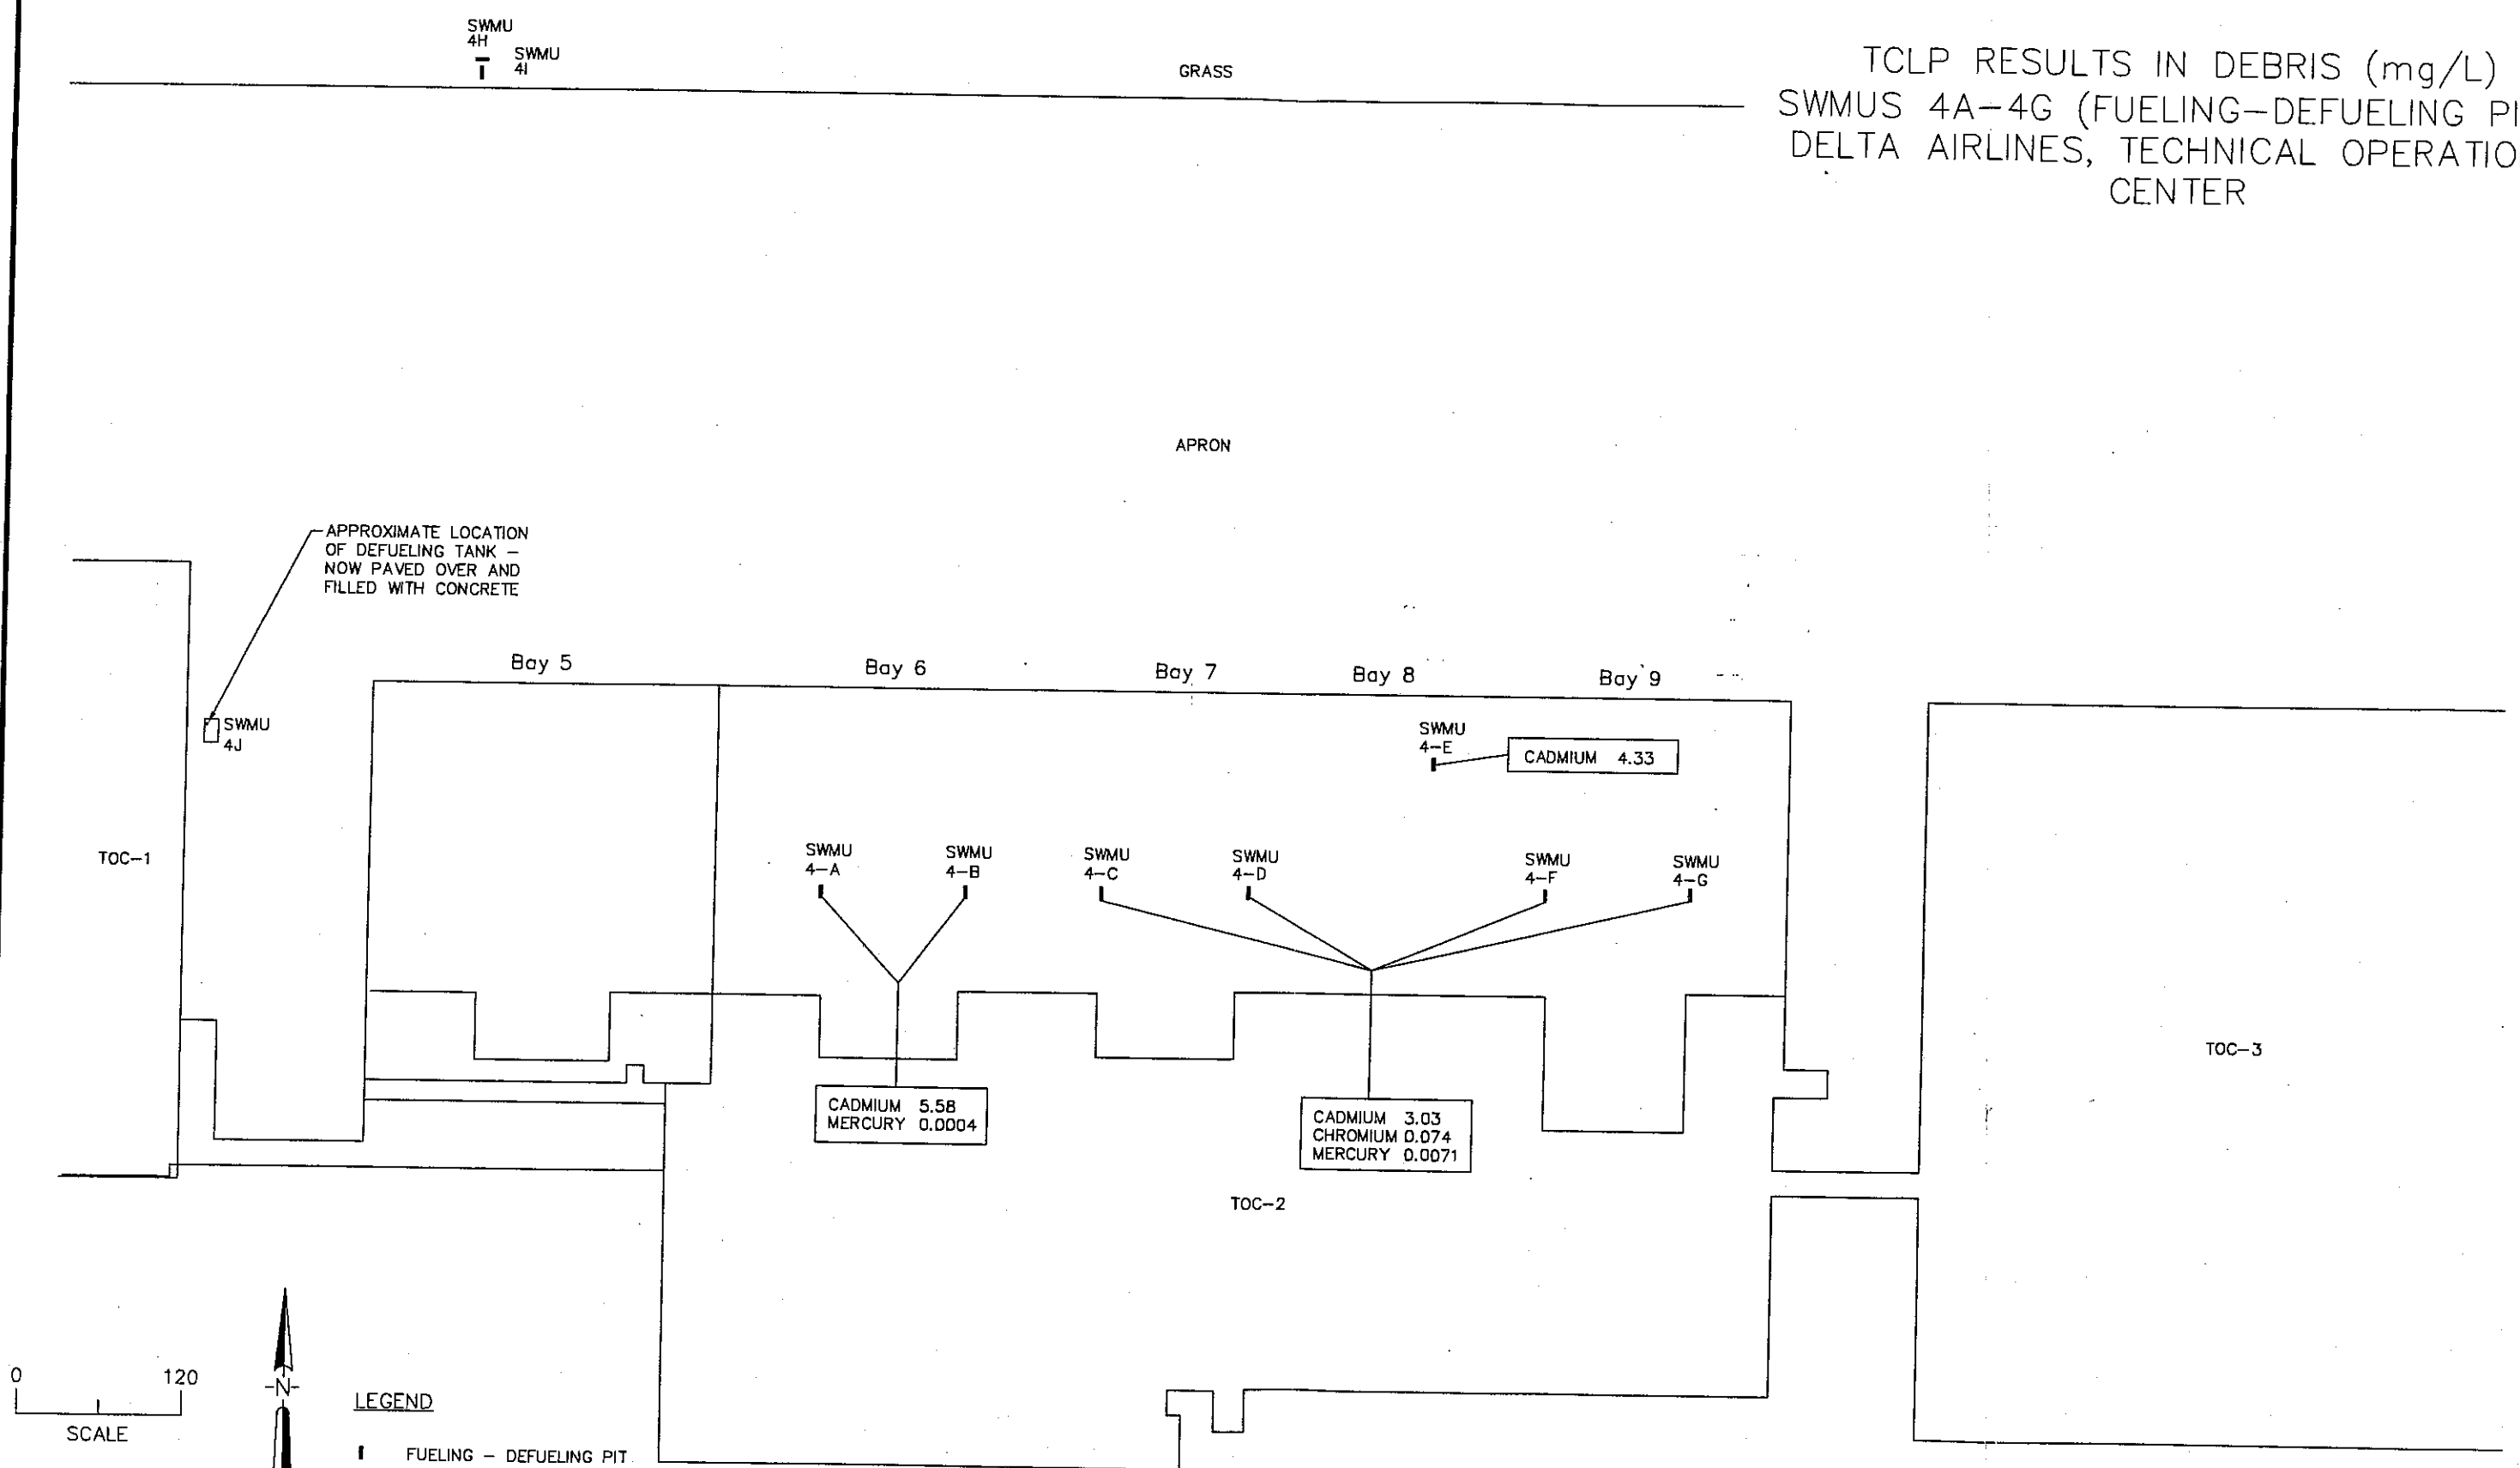 SWMU
4H
SWMU
4I
GRASS
TCLP RESULTS IN DEBRIS (mg/L)
SWMUS 4A-4G (FUELING-DEFUELING PI
DELTA AIRLINES, TECHNICAL OPERATIO
CENTER
APRON
APPROXIMATE LOCATION
OF DEFUELING TANK -
NOW PAVED OVER AND
FILLED WITH CONCRETE
Bay 5
Bay 6
Bay 7
Bay 8
Bay 9
SWMU
4J
SWMU
4-E
CADMIUM 4.33
TOC-1
SWMU
4-A
SWMU
4-B
SWMU
4-C
SWMU
4-D
SWMU
4-F
SWMU
4-G
TOC-3
CADMIUM 5.58
MERCURY 0.0004
CADMIUM 3.03
CHROMIUM 0.074
MERCURY 0.0071
TOC-2
0 120
SCALE
-N-
LEGEND
FUELING - DEFUELING PIT